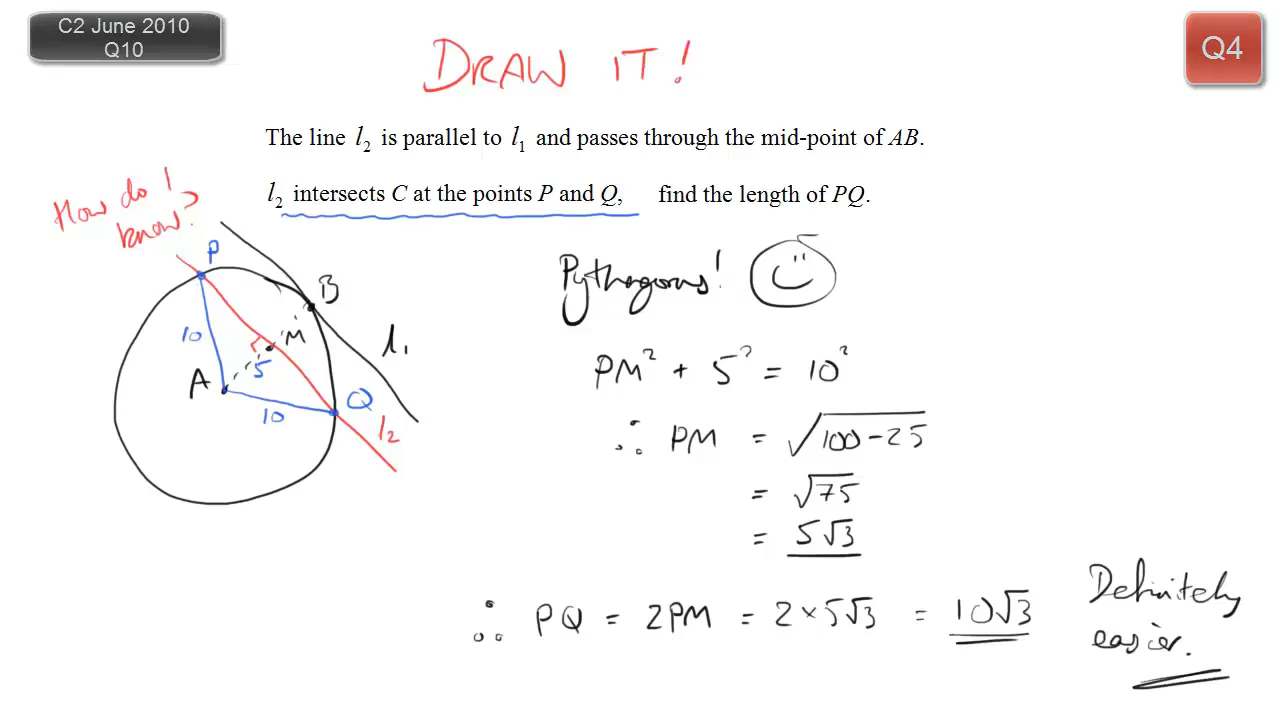 C2 June 2010
Q10
Q4
DRAW IT!
The line l₂ is parallel to l₁ and passes through the mid-point of AB.
l₂ intersects C at the points P and Q, find the length of PQ.
How do I
know?
P
B
M
10
5
A
l₁
10
Q
l₂
Pythagoras!
PM² + 5² = 10²
∴ PM = √100-25
= √75
= 5√3
∴ PQ = 2PM = 2 × 5√3 = 10√3
Definitely
easier.